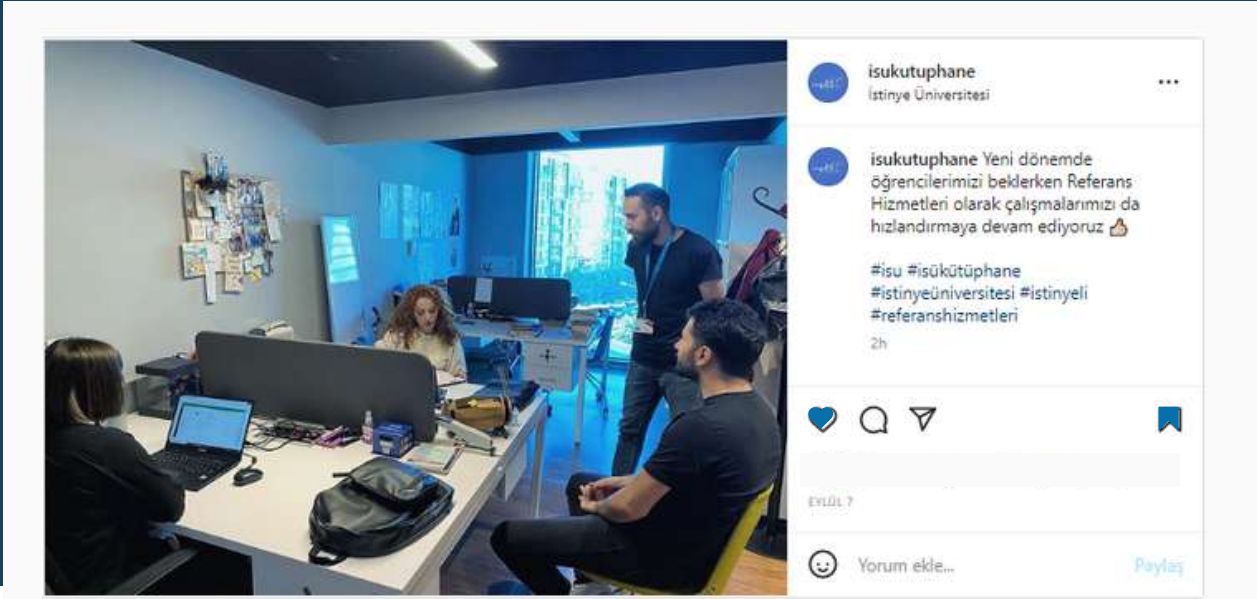 isukutuphane
İstinye Üniversitesi
isukutuphane Yeni dönemde
öğrencilerimizi beklerken Referans
Hizmetleri olarak çalışmalarımızı da
hızlandırmaya devam ediyoruz
#isu #isükütüphane
#istinyeüniversitesi #istinyeli
#referanshizmetleri
2h
EYLÜL 7
Yorum ekle...
Paylaş